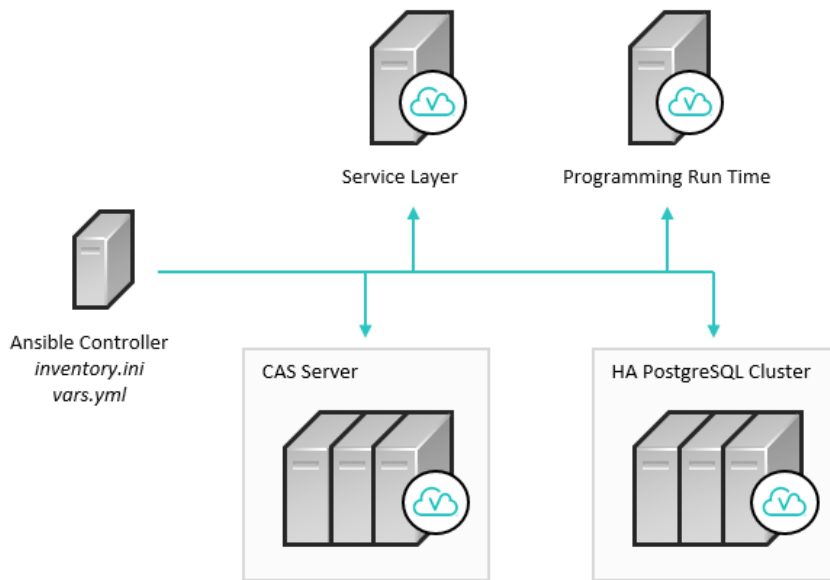 Service Layer
Programming Run Time
Ansible Controller
inventory.ini
vars.yml
CAS Server
HA PostgreSQL Cluster